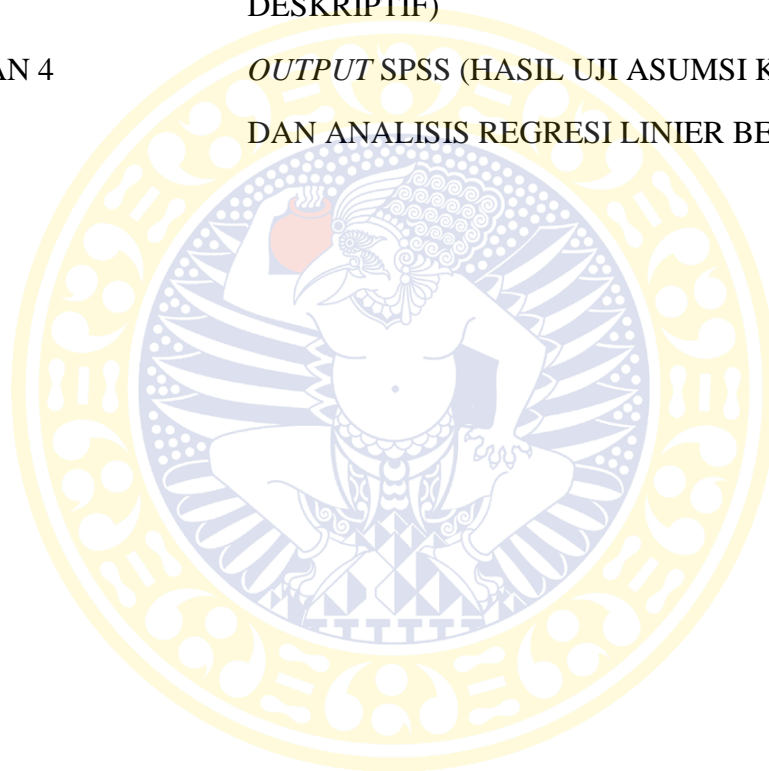 DESKRIPTIF)
AN 4 OUTPUT SPSS (HASIL UJI ASUMSI K
DAN ANALISIS REGRESI LINIER BE